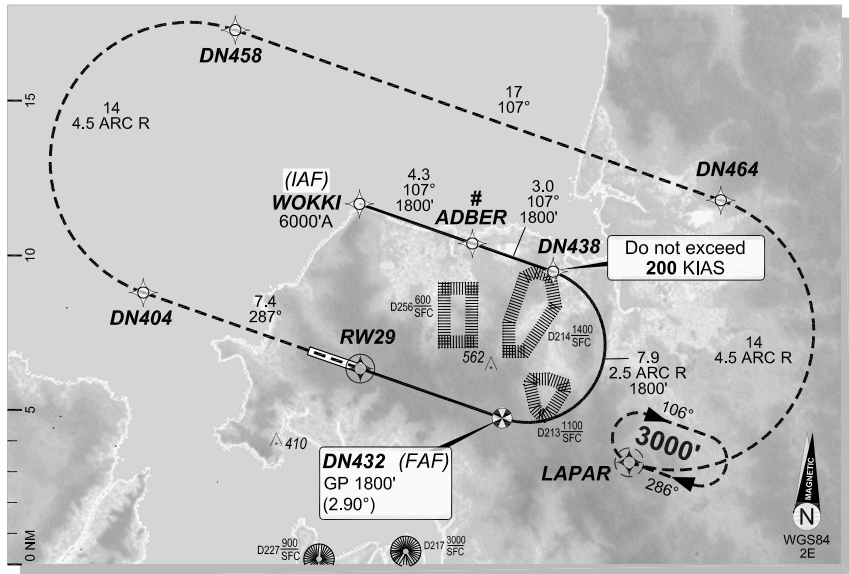 DN458
15
14
4.5 ARC R
17
107°
DN464
(IAF)
WOKKI
6000'A
4.3
107°
1800'
#
ADBER
3.0
107°
1800'
DN438
Do not exceed
200 KIAS
10
DN404
7.4
287°
RW29
D256 600
SFC
562
D214 1400
SFC
7.9
2.5 ARC R
1800'
14
4.5 ARC R
5
410
D213 1100
SFC
106°
3000'
LAPAR
286°
DN432 (FAF)
GP 1800'
(2.90°)
MAGNETIC
N
WGS84
2E
0 NM
D227 900
SFC
D217 3000
SFC